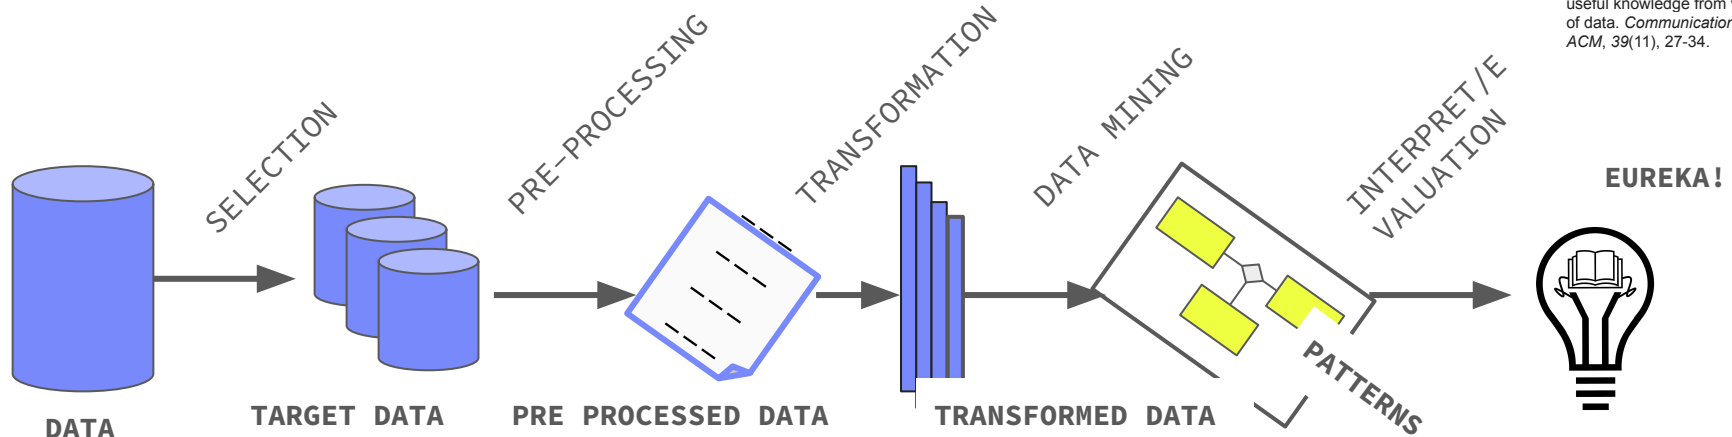 useful knowledge from
of data. Communication
ACM, 39(11), 27-34.
SELECTION
PRE-PROCESSING
TRANSFORMATION
DATA MINING
INTERPRET/E
VALUATION
EUREKA!
DATA
TARGET DATA
PRE PROCESSED DATA
TRANSFORMED DATA
PATTERNS